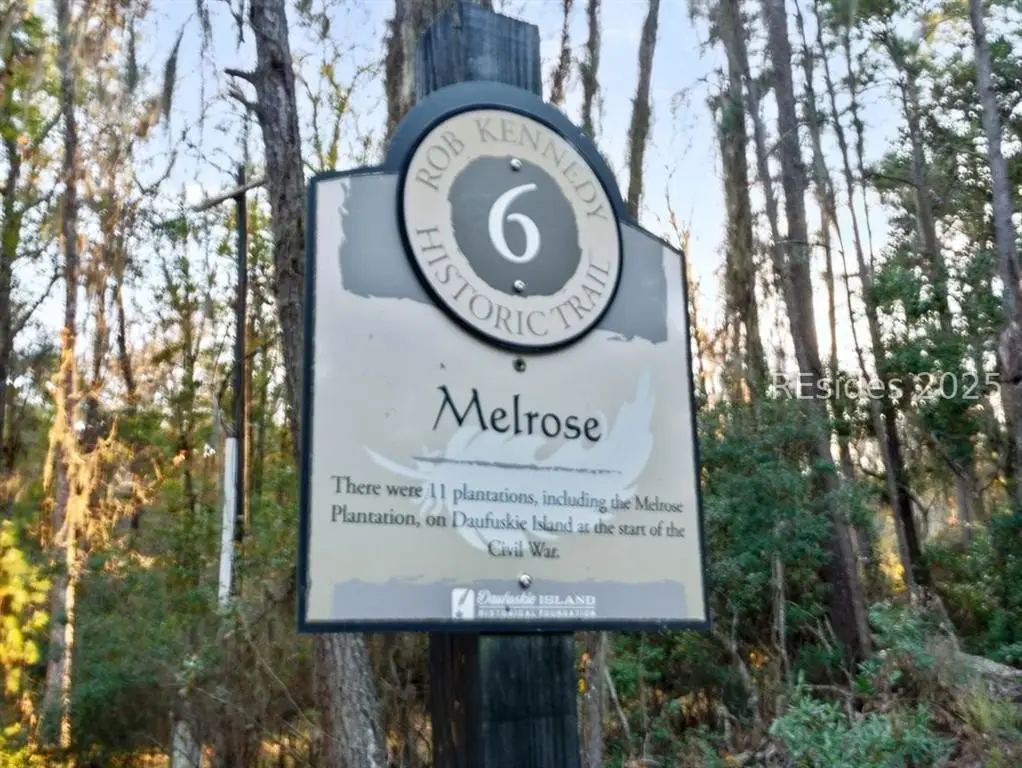 ROB KENNEDY
6
HISTORIC TRAIL
REsides 2025
Melrose
There were 11 plantations, including the Melrose
Plantation, on Daufuskie Island at the start of the
Civil War.
Daufuskie ISLAND
HISTORICAL FOUNDATION